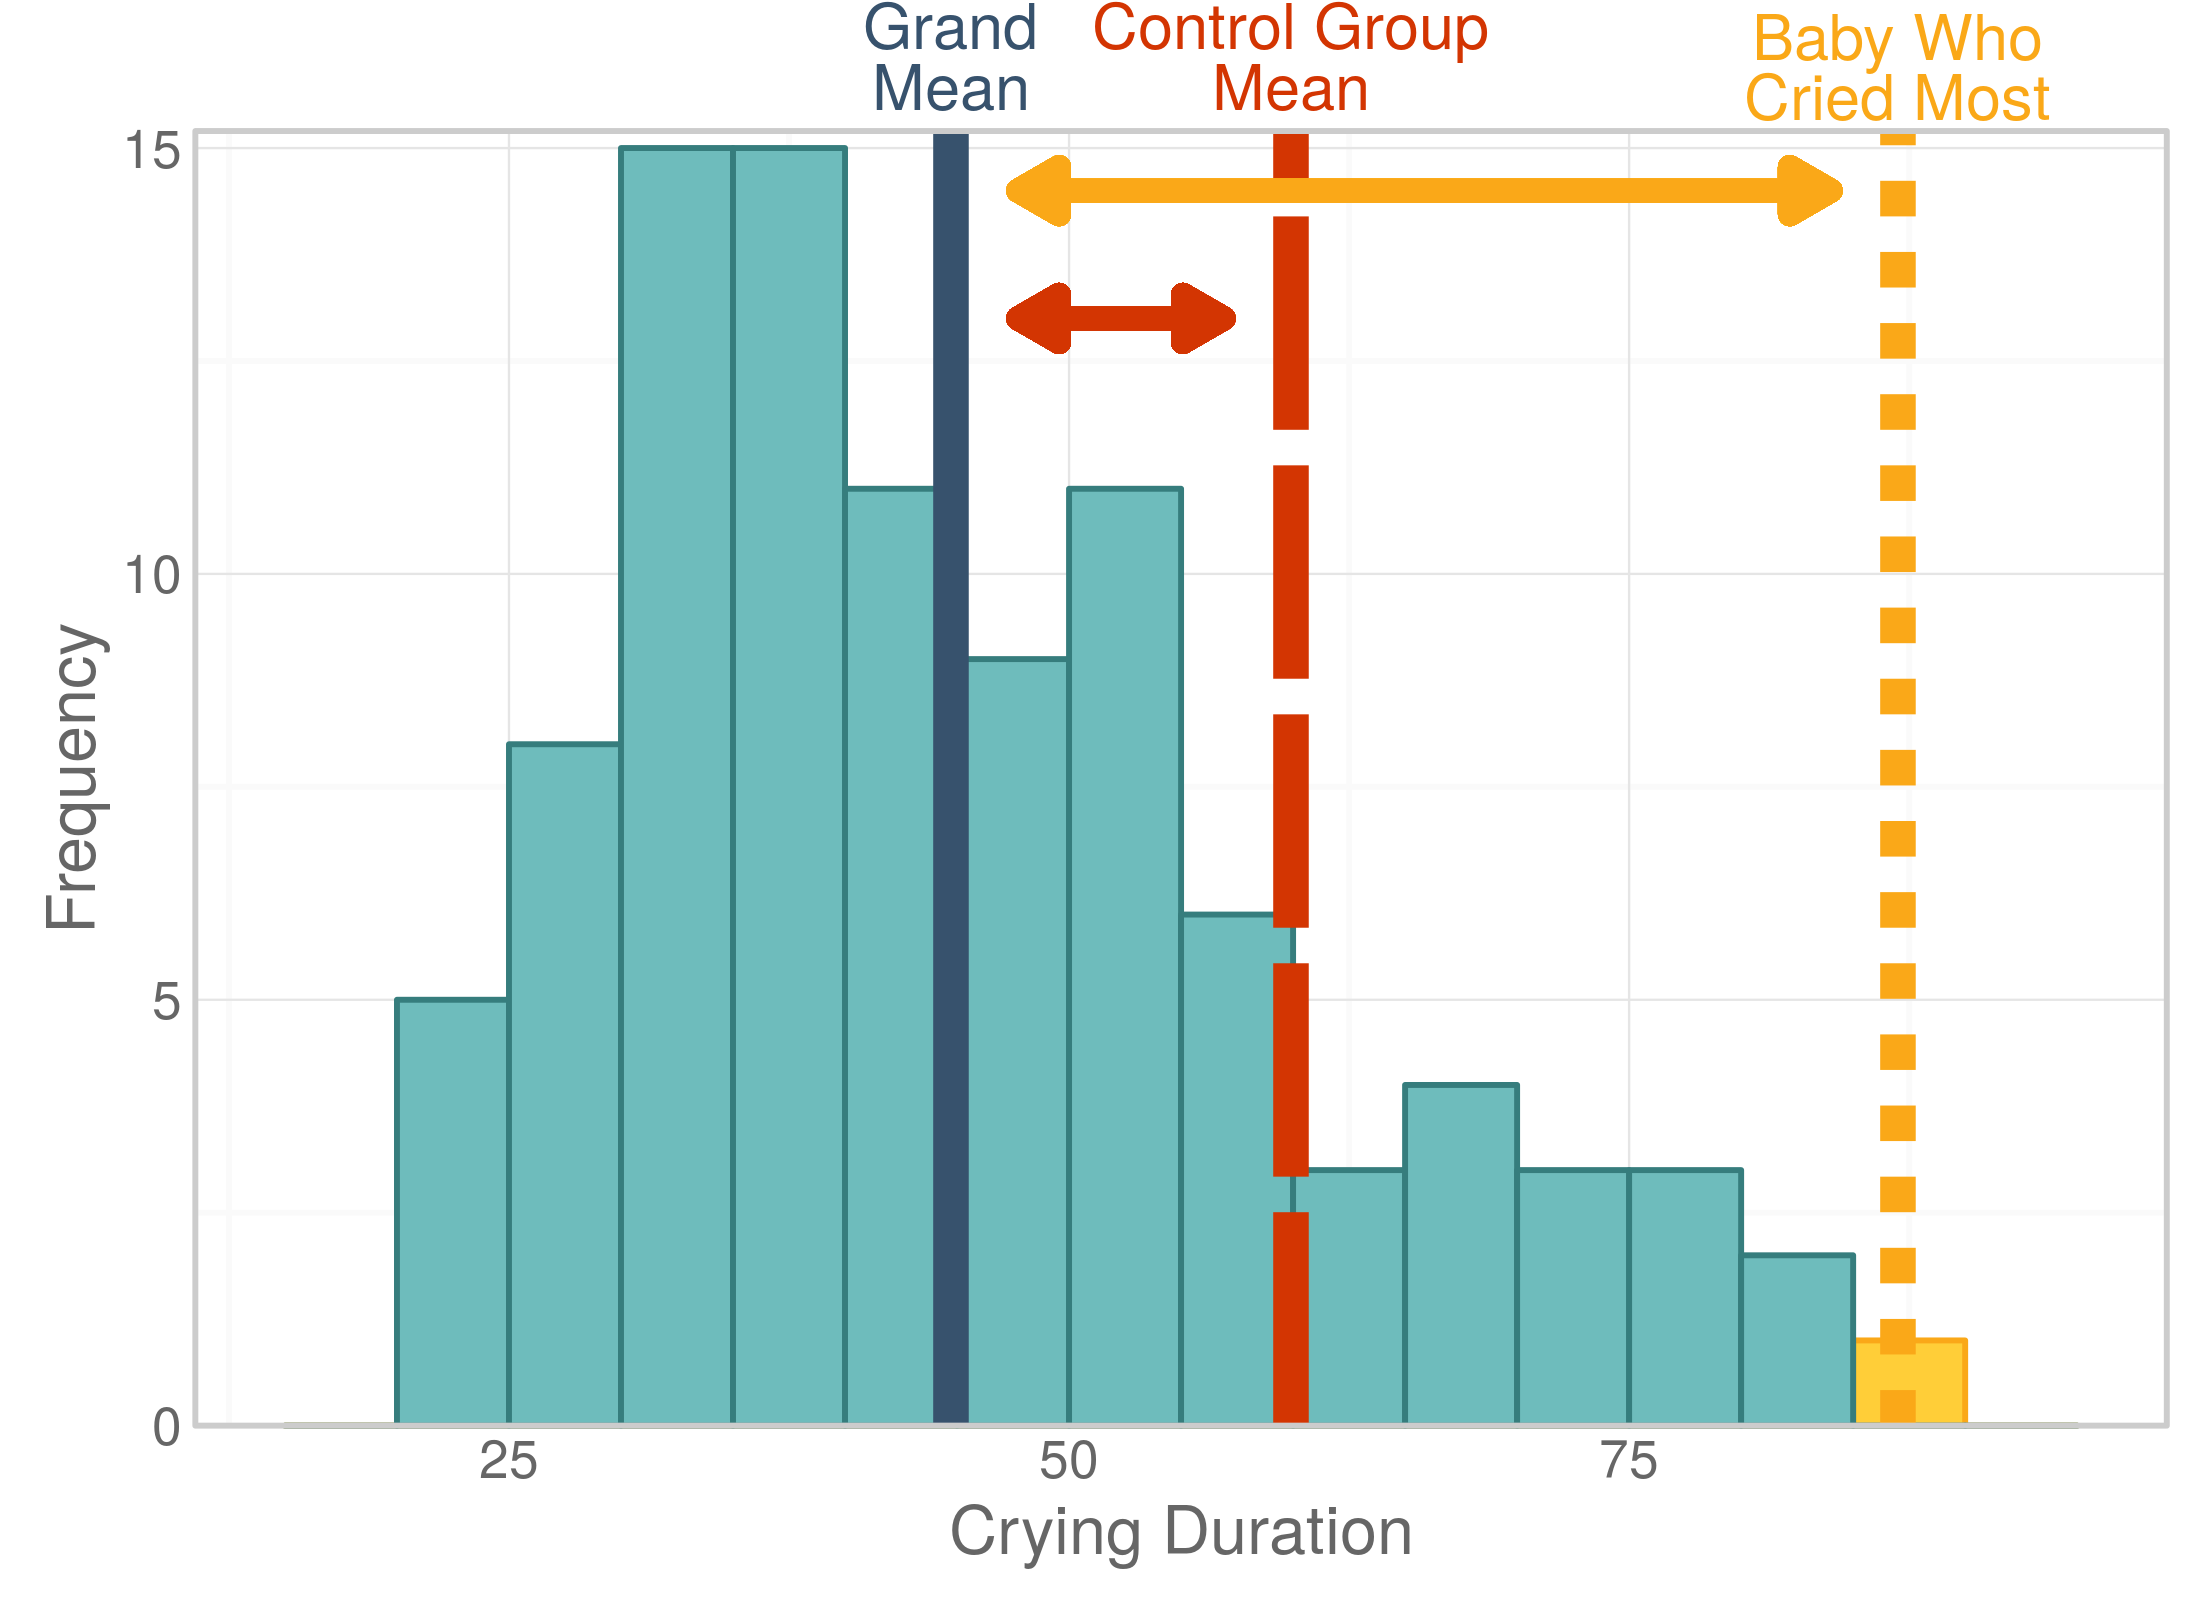 Grand
Mean
Control Group
Mean
Baby Who
Cried Most
15
10
5
0
Frequency
25
50
75
Crying Duration